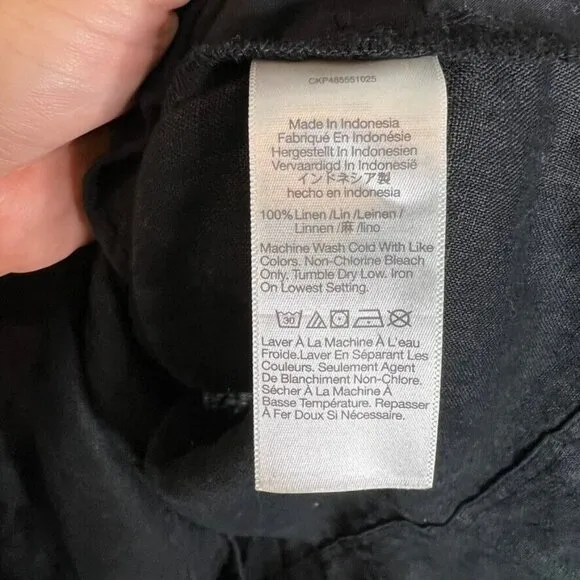 CKP485551025
Made In Indonesia
Fabriqué En Indonésie
Hergestellt In Indonesien
Vervaardigd In Indonesië
インドネシア製
hecho en indonesia
100% Linen /Lin /Leinen /
Linnen /麻 /lino
Machine Wash Cold With Like
Colors. Non-Chlorine Bleach
Only. Tumble Dry Low. Iron
On Lowest Setting.
30
Laver À La Machine À L'eau
Froide.Laver En Séparant Les
Couleurs. Seulement Agent
De Blanchiment Non-Chlore.
Sécher À La Machine À
Basse Température. Repasser
À Fer Doux Si Nécessaire.